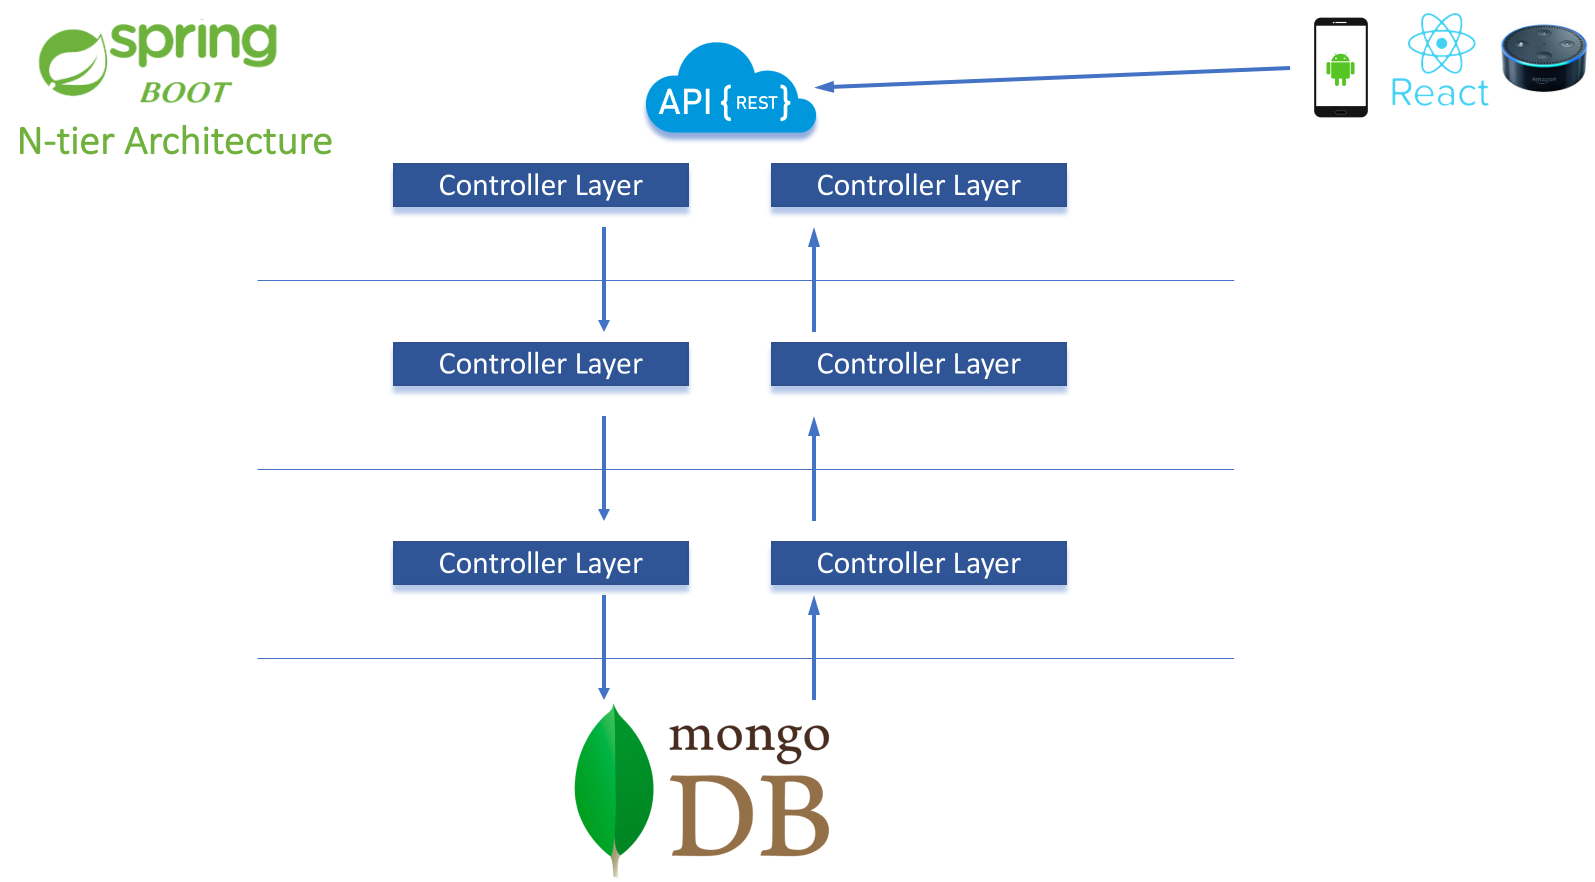 spring
BOOT
N-tier Architecture
API { REST }
React
amazon
Controller Layer
Controller Layer
Controller Layer
Controller Layer
Controller Layer
Controller Layer
mongo
DB